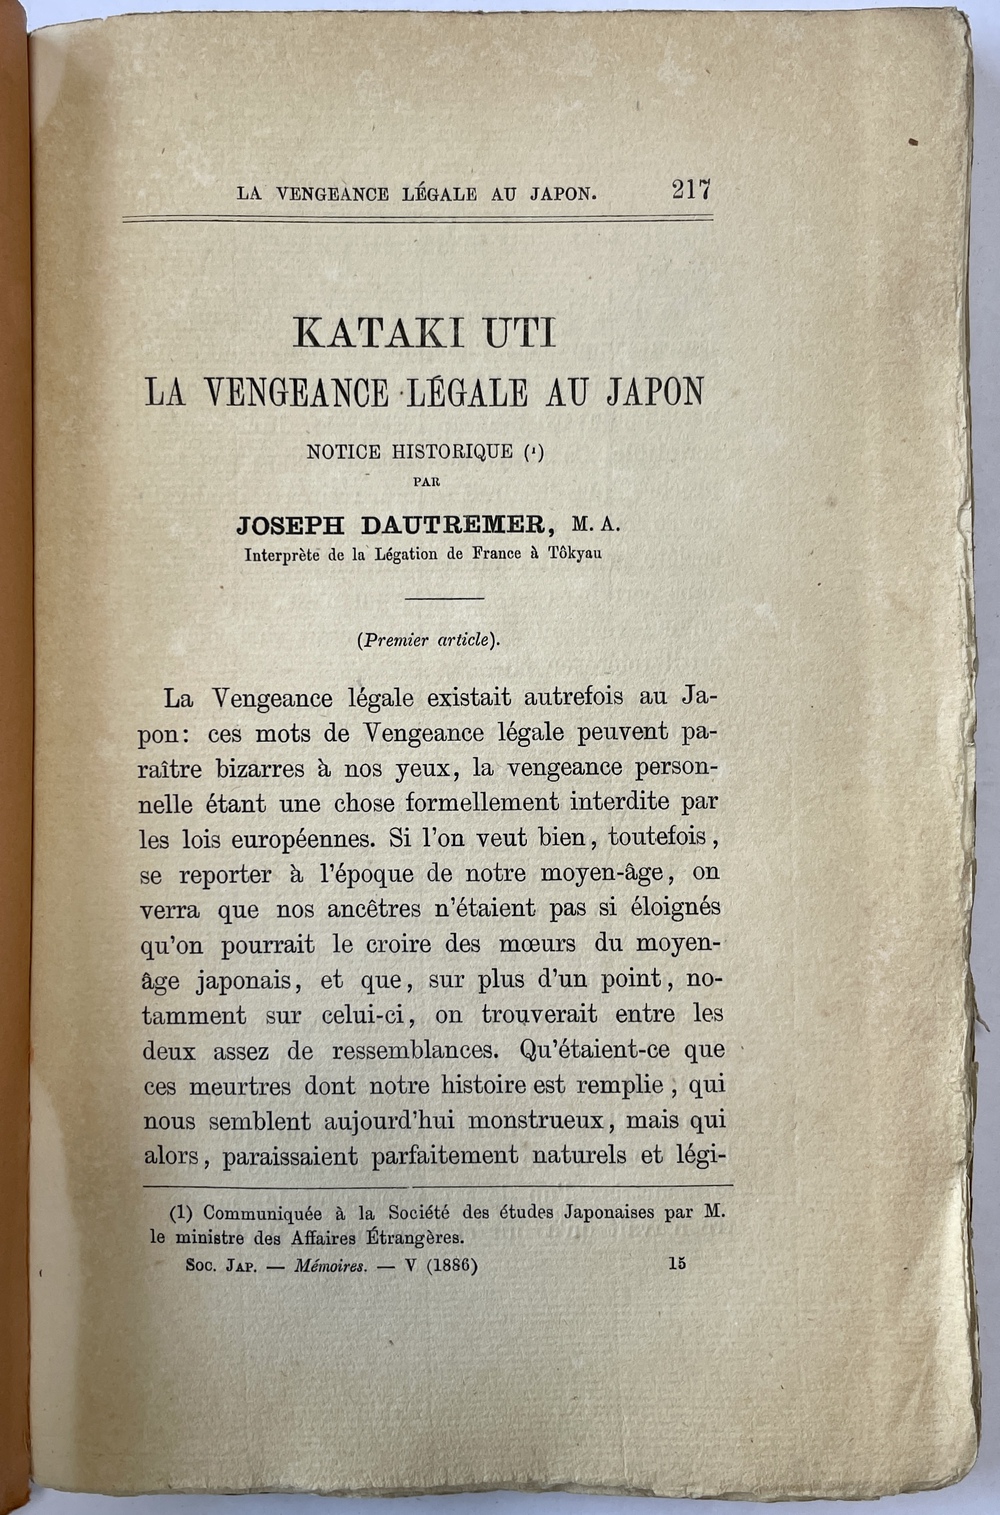 LA VENGEANCE LÉGALE AU JAPON. 217
KATAKI UTI
LA VENGEANCE LÉGALE AU JAPON
NOTICE HISTORIQUE (¹)
PAR
JOSEPH DAUTREMER, M. A.
Interprète de la Légation de France à Tôkyau
(Premier article).
La Vengeance légale existait autrefois au Ja-
pon: ces mots de Vengeance légale peuvent pa-
raître bizarres à nos yeux, la vengeance person-
nelle étant une chose formellement interdite par
les lois européennes. Si l'on veut bien, toutefois,
se reporter à l'époque de notre moyen-âge, on
verra que nos ancêtres n'étaient pas si éloignés
qu'on pourrait le croire des mœurs du moyen-
âge japonais, et que, sur plus d'un point, no-
tamment sur celui-ci, on trouverait entre les
deux assez de ressemblances. Qu'étaient-ce que
ces meurtres dont notre histoire est remplie, qui
nous semblent aujourd'hui monstrueux, mais qui
alors, paraissaient parfaitement naturels et légi-
(1) Communiquée à la Société des études Japonaises par M.
le ministre des Affaires Étrangères.
Soc. Jap. — Mémoires. — V (1886) 15